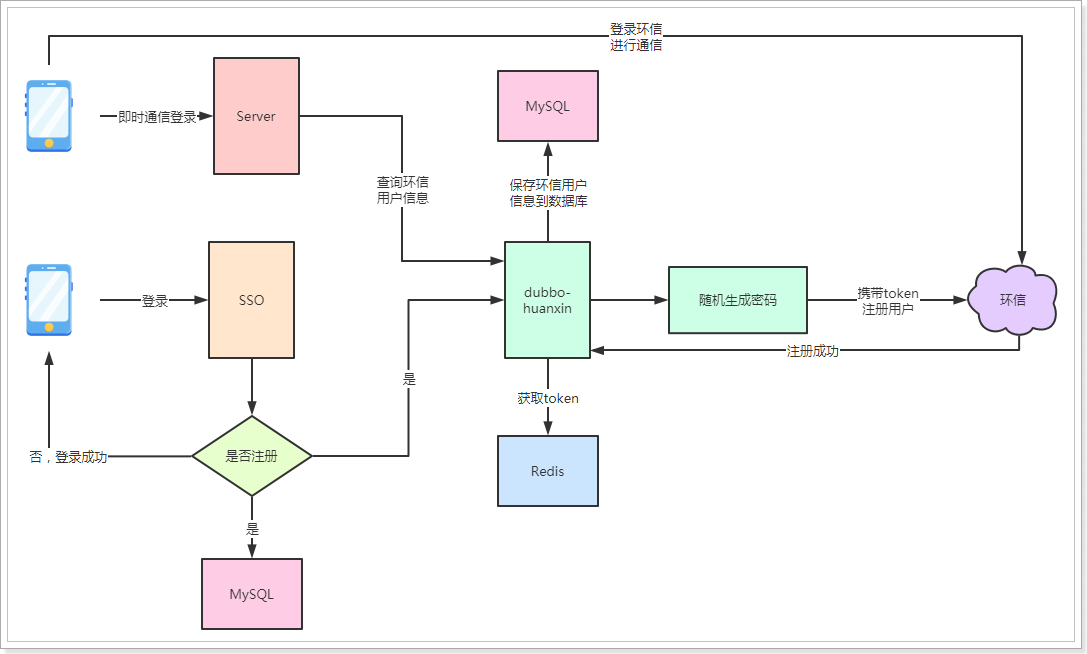 登录环信
进行通信
即时通信登录
Server
MySQL
查询环信
用户信息
保存环信用户
信息到数据库
登录
SSO
dubbo-
huanxin
随机生成密码
携带token
注册用户
环信
注册成功
是
获取token
否，登录成功
是否注册
Redis
是
MySQL